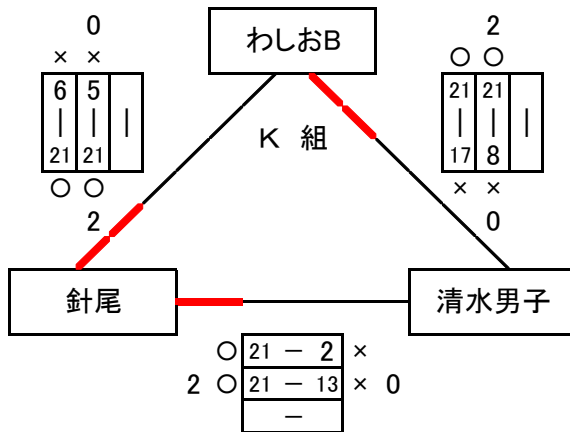 0 2
わしおB
× × ○ ○
6 5 21 21
| | | | | |
K 組
21 21 17 8
○ ○ × ×
2 0
針尾 清水男子
○ 21 － 2 ×
2 ○ 21 － 13 × 0
－